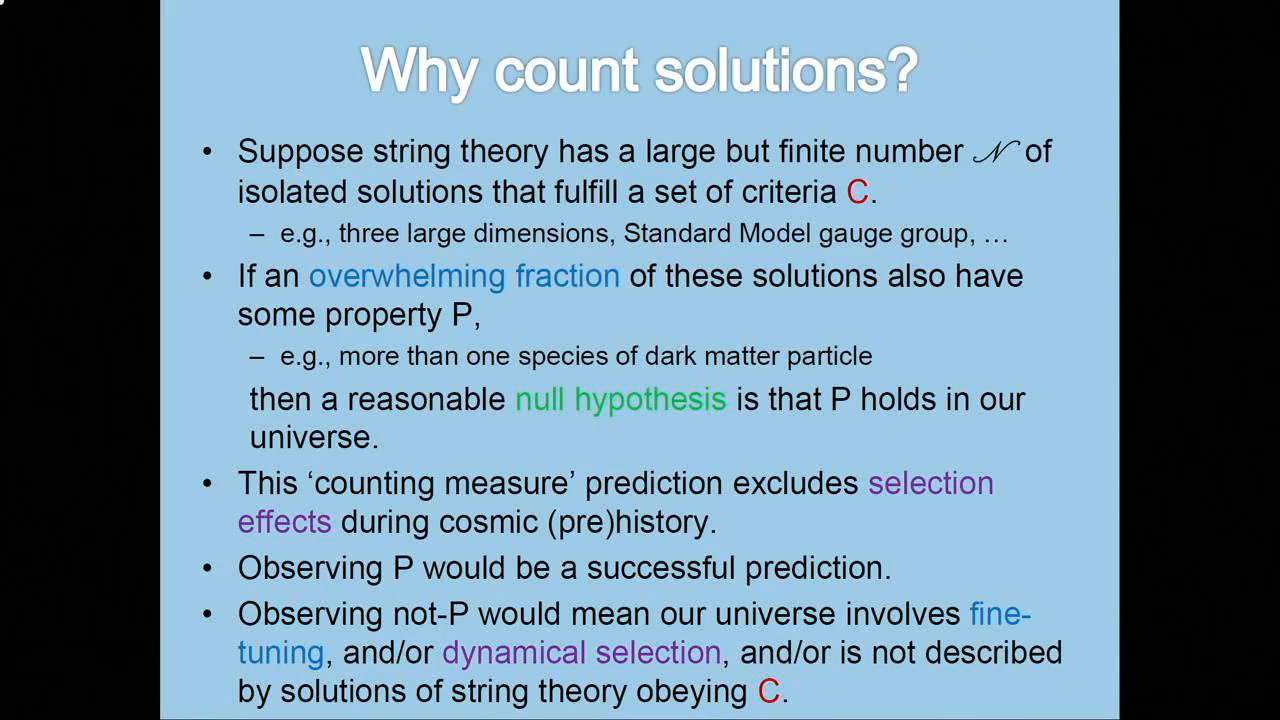 Why count solutions?
• Suppose string theory has a large but finite number 𝒩 of
isolated solutions that fulfill a set of criteria C.
– e.g., three large dimensions, Standard Model gauge group, …
• If an overwhelming fraction of these solutions also have
some property P,
– e.g., more than one species of dark matter particle
then a reasonable null hypothesis is that P holds in our
universe.
• This ‘counting measure’ prediction excludes selection
effects during cosmic (pre)history.
• Observing P would be a successful prediction.
• Observing not-P would mean our universe involves fine-
tuning, and/or dynamical selection, and/or is not described
by solutions of string theory obeying C.